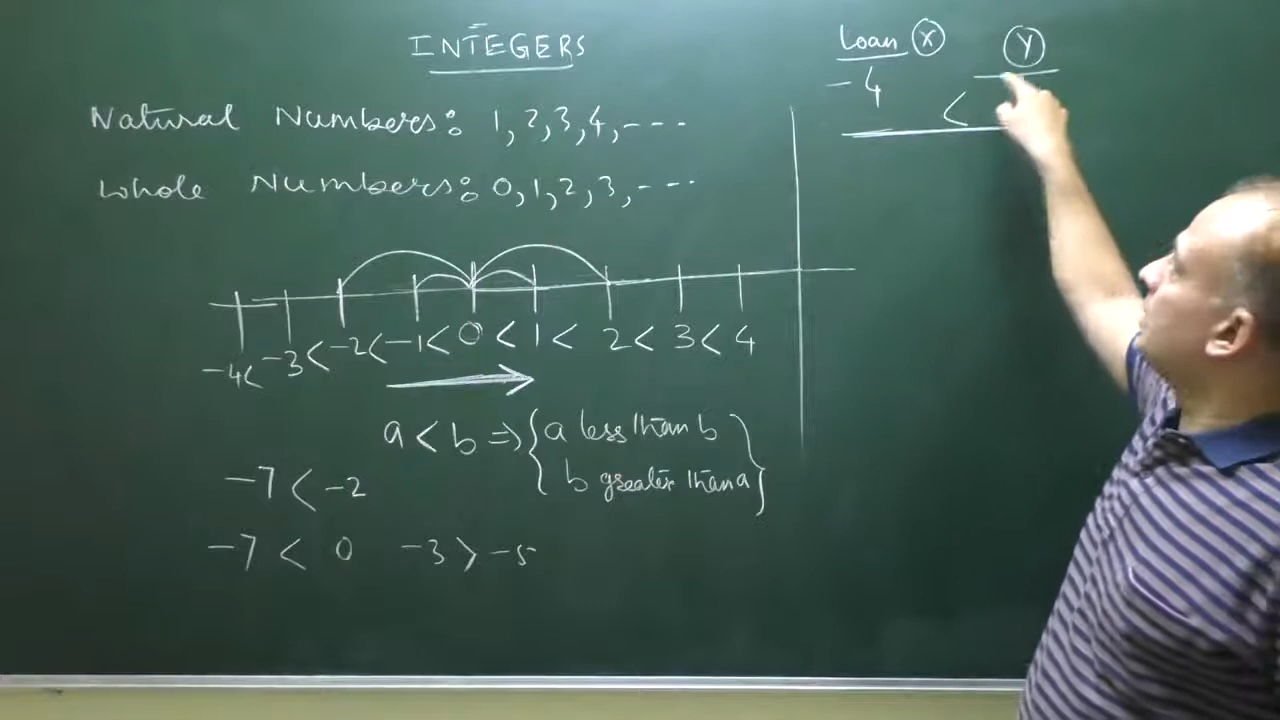 INTEGERS
Natural Numbers: 1, 2, 3, 4, ---
Whole Numbers: 0, 1, 2, 3, ---
-4< -3< -2< -1< 0 < 1 < 2 < 3 < 4
a < b ⇒ { a less than b
b greater than a }
-7 < -2
-7 < 0 -3 > -5
Loan X Y
-4 <